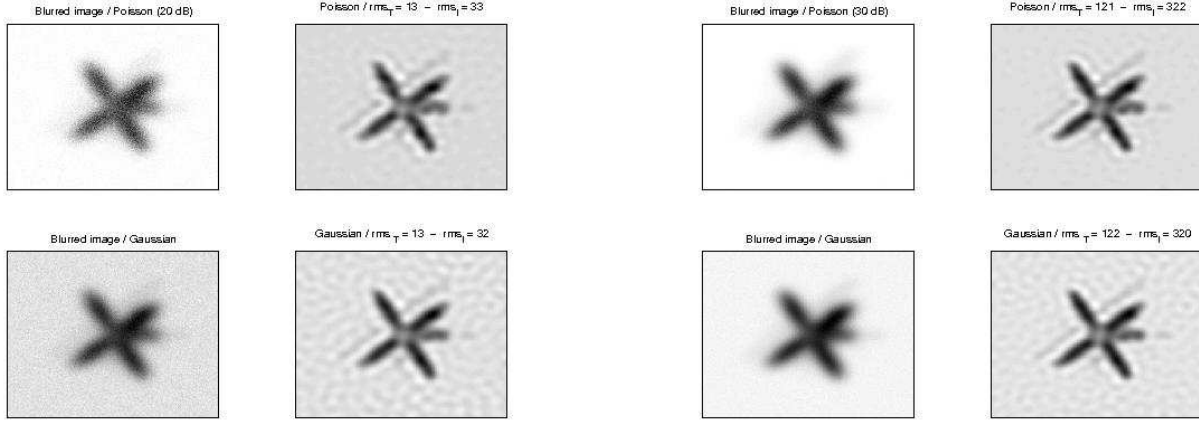 Blurred image / Poisson (20 dB)
Poisson / rms_T = 13 - rms_I = 33
Blurred image / Poisson (30 dB)
Poisson / rms_T = 121 - rms_I = 322
Blurred image / Gaussian
Gaussian / rms_T = 13 - rms_I = 32
Blurred image / Gaussian
Gaussian / rms_T = 122 - rms_I = 320